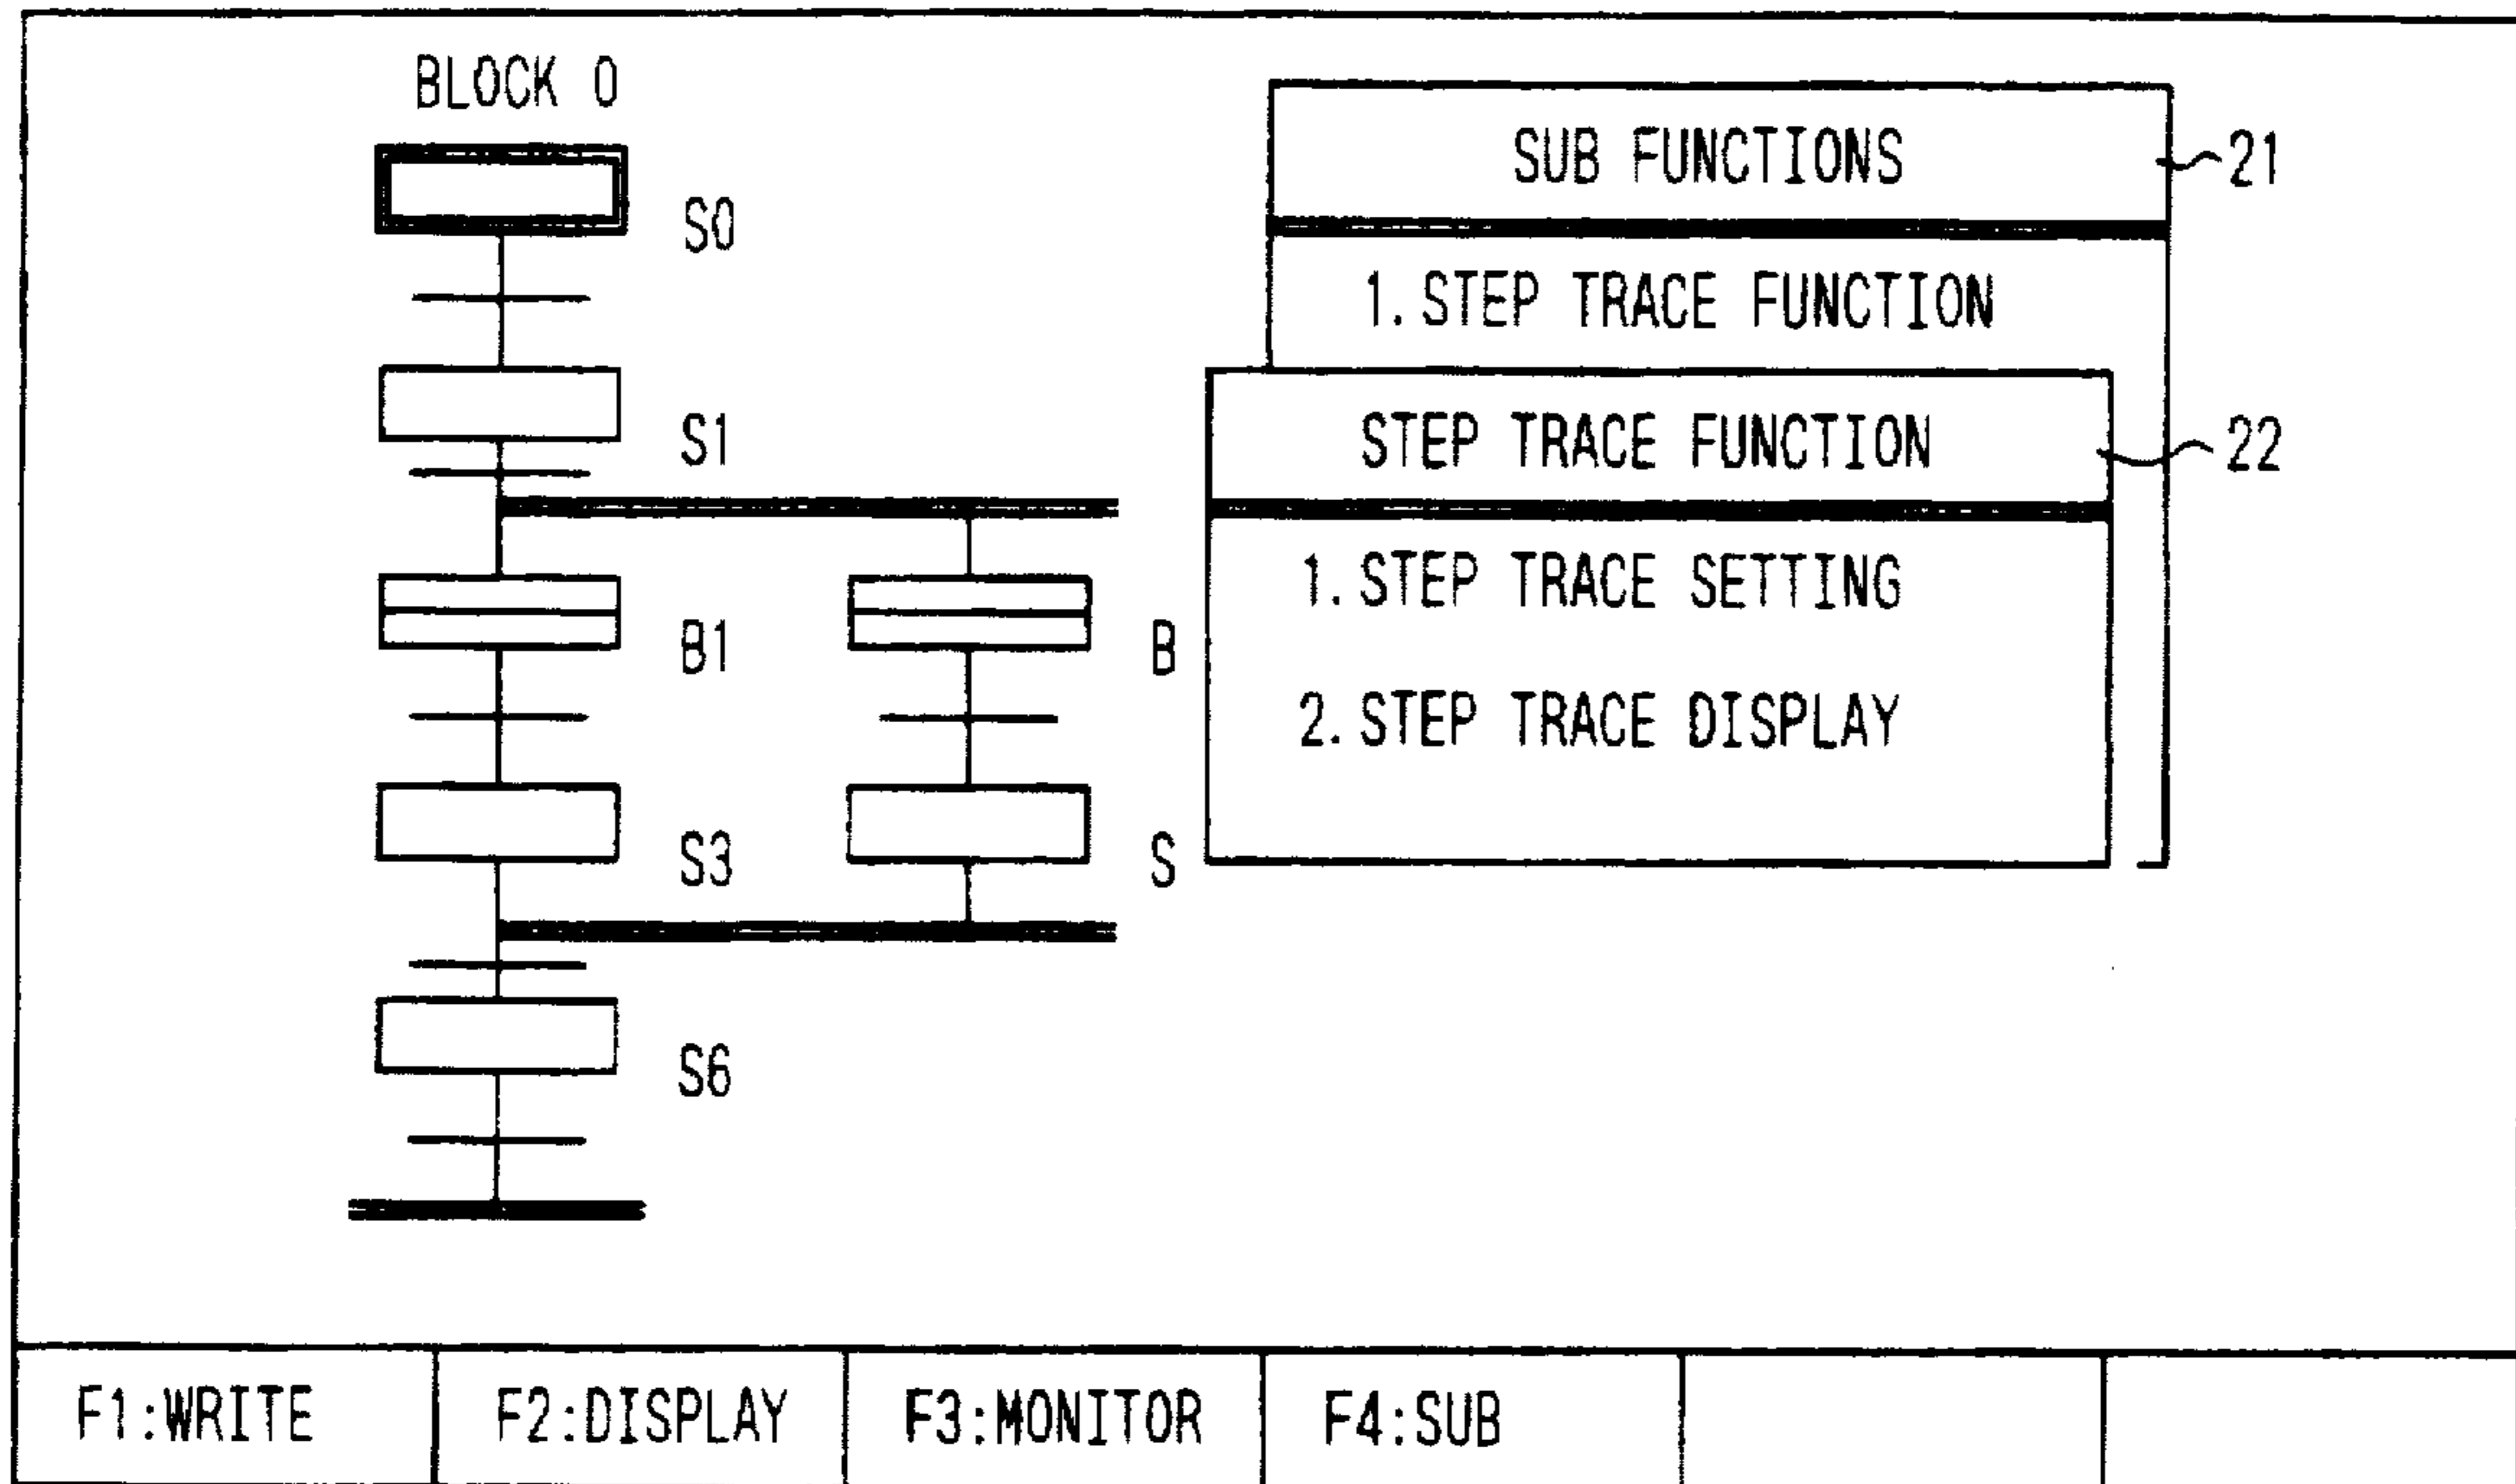 BLOCK 0
S0
S1
B1
B
S3
S
S6
SUB FUNCTIONS
21
1. STEP TRACE FUNCTION
STEP TRACE FUNCTION
22
1. STEP TRACE SETTING
2. STEP TRACE DISPLAY
F1:WRITE
F2:DISPLAY
F3:MONITOR
F4:SUB